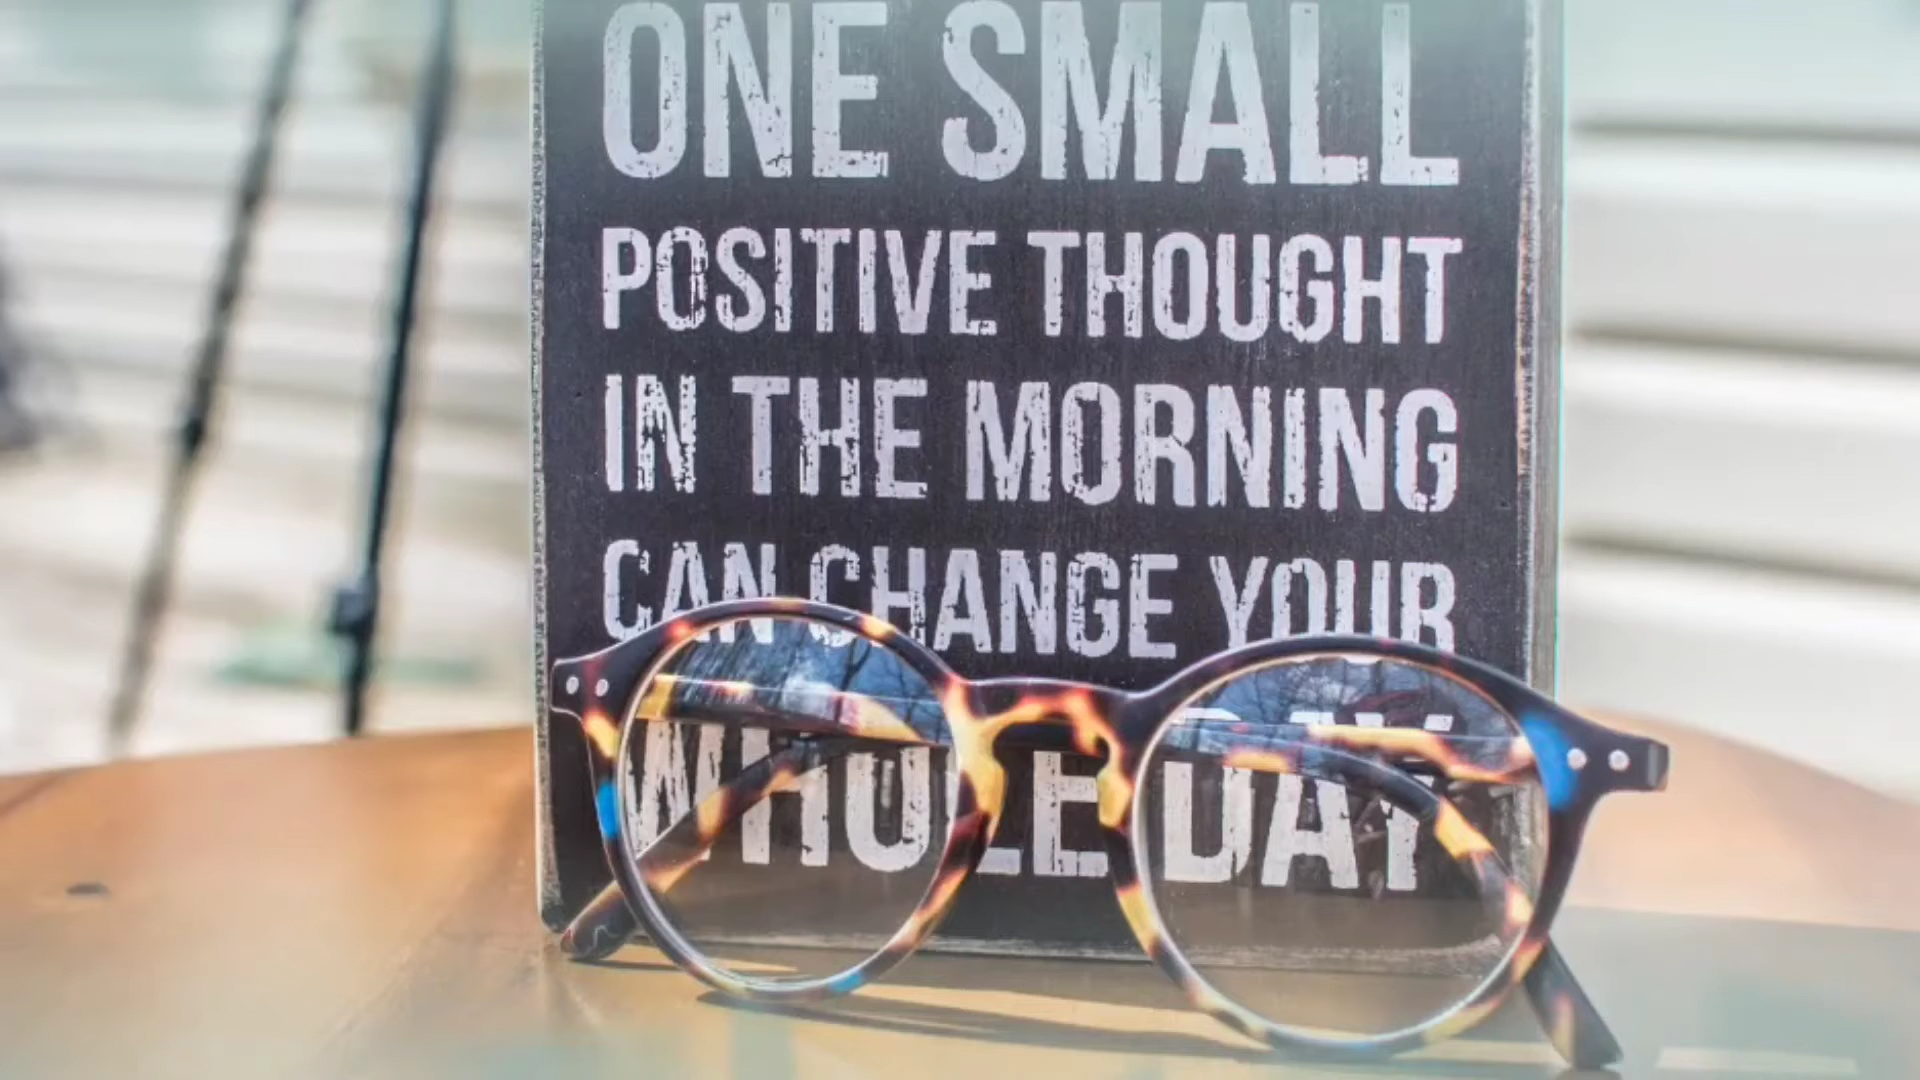 ONE SMALL
POSITIVE THOUGHT
IN THE MORNING
CAN CHANGE YOUR
WHOLE DAY